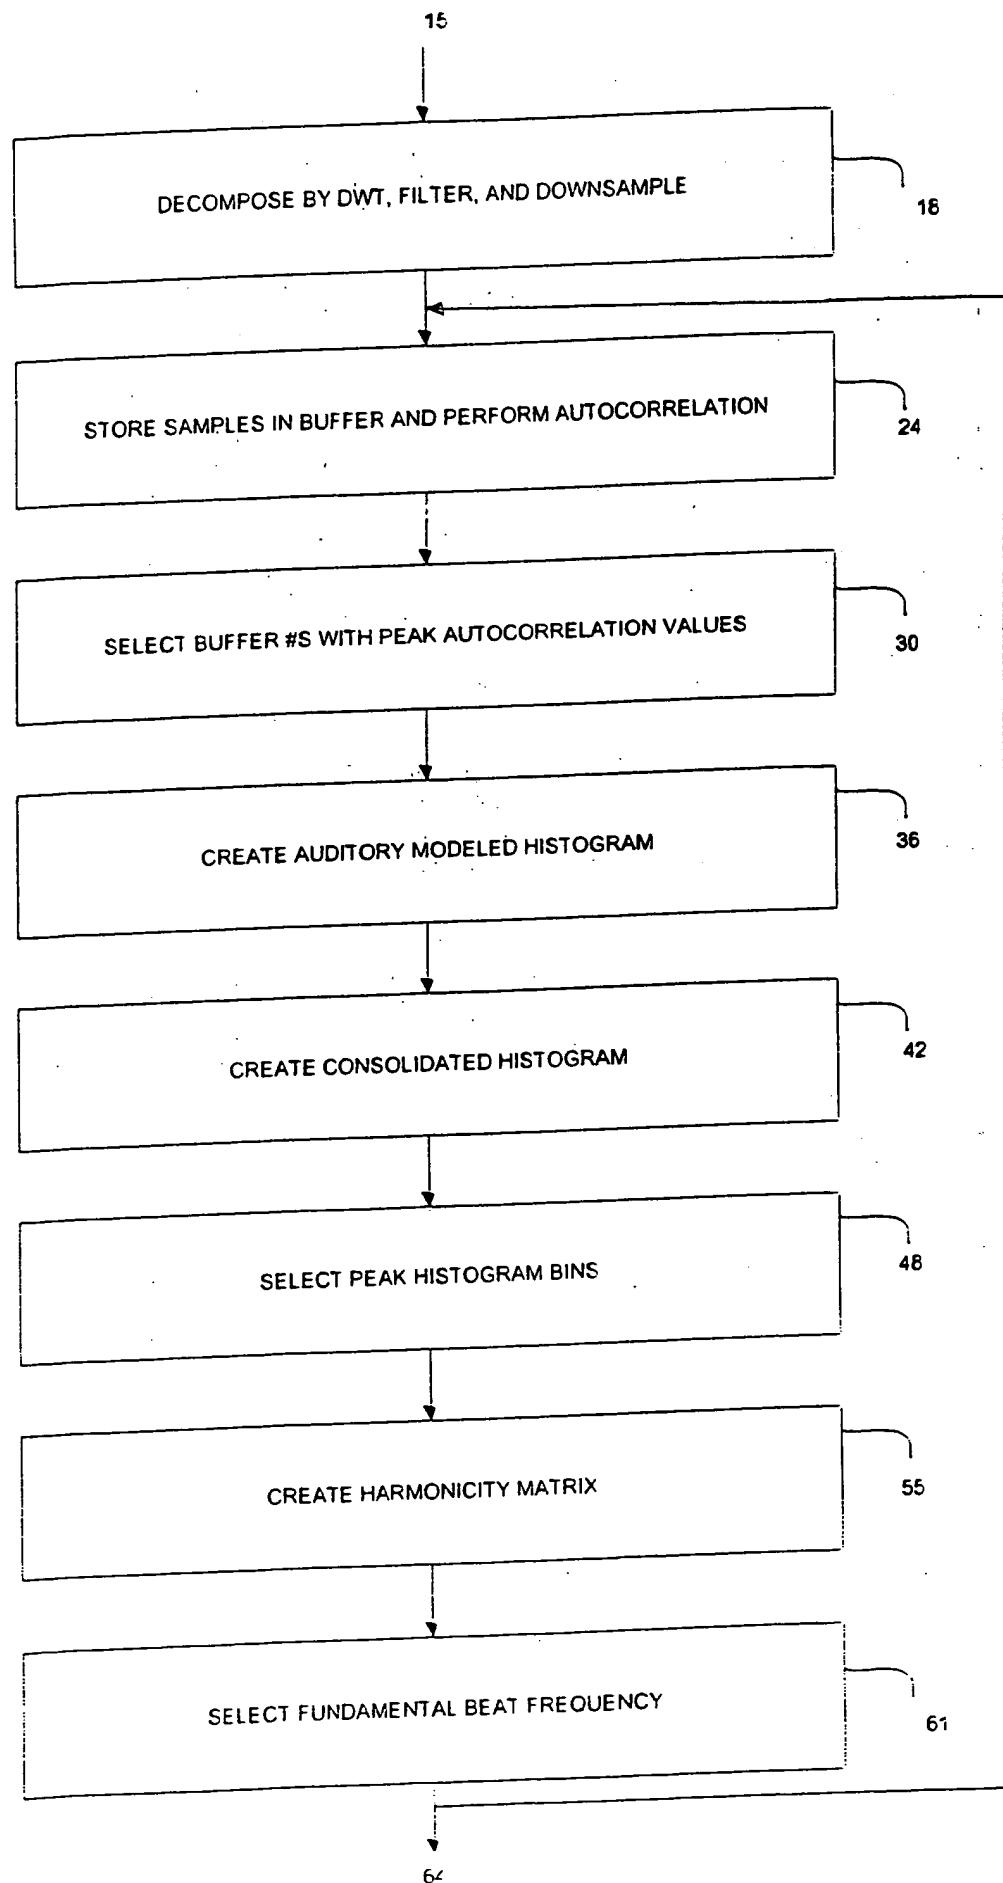 15
DECOMPOSE BY DWT, FILTER, AND DOWNSAMPLE
18
STORE SAMPLES IN BUFFER AND PERFORM AUTOCORRELATION
24
SELECT BUFFER #S WITH PEAK AUTOCORRELATION VALUES
30
CREATE AUDITORY MODELED HISTOGRAM
36
CREATE CONSOLIDATED HISTOGRAM
42
SELECT PEAK HISTOGRAM BINS
48
CREATE HARMONICITY MATRIX
55
SELECT FUNDAMENTAL BEAT FREQUENCY
61
64